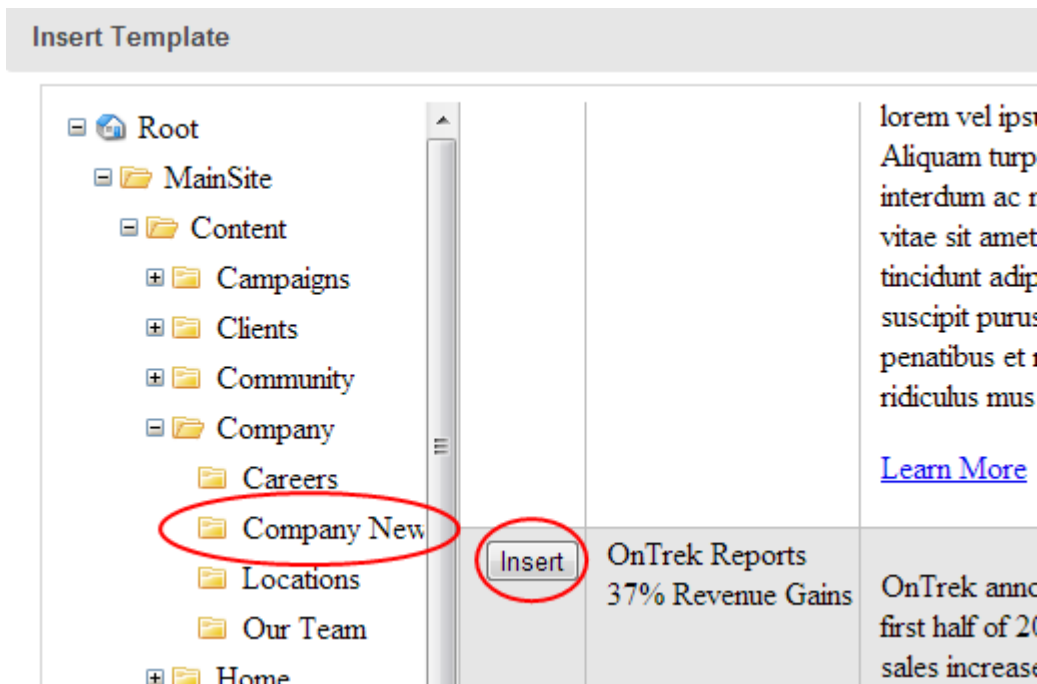 Insert Template
Root
MainSite
Content
Campaigns
Clients
Community
Company
Careers
Company New
Locations
Our Team
Home
Insert
OnTrek Reports
37% Revenue Gains
lorem vel ipsu
Aliquam turp
interdum ac
vitae sit amet
tincidunt adip
suscipit purus
penatibus et
ridiculus mus
Learn More
OnTrek anno
first half of 20
sales increase